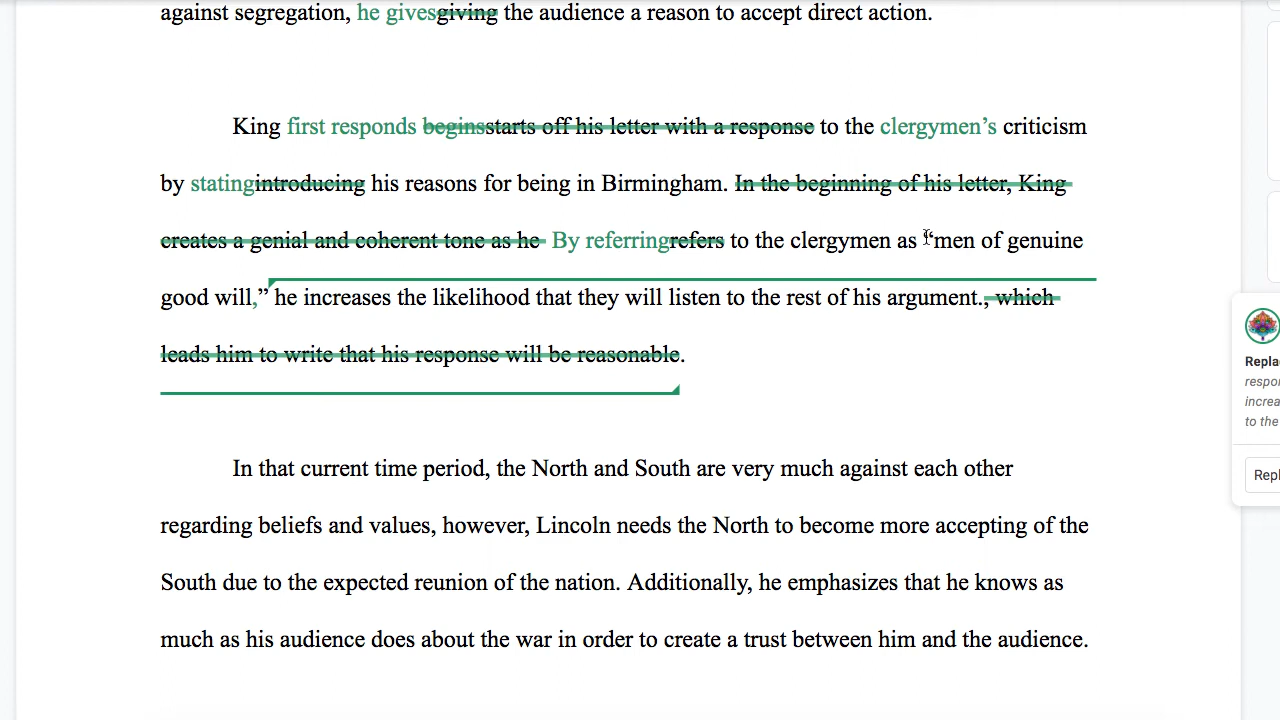 against segregation, he givesgiving the audience a reason to accept direct action.
King first responds beginsstarts off his letter with a response to the clergymen’s criticism
by statingintroducing his reasons for being in Birmingham. In the beginning of his letter, King
creates a genial and coherent tone as he By referringrefers to the clergymen as “men of genuine
good will,” he increases the likelihood that they will listen to the rest of his argument., which
leads him to write that his response will be reasonable.
Repla
respon
increa
to the
Repl
In that current time period, the North and South are very much against each other
regarding beliefs and values, however, Lincoln needs the North to become more accepting of the
South due to the expected reunion of the nation. Additionally, he emphasizes that he knows as
much as his audience does about the war in order to create a trust between him and the audience.